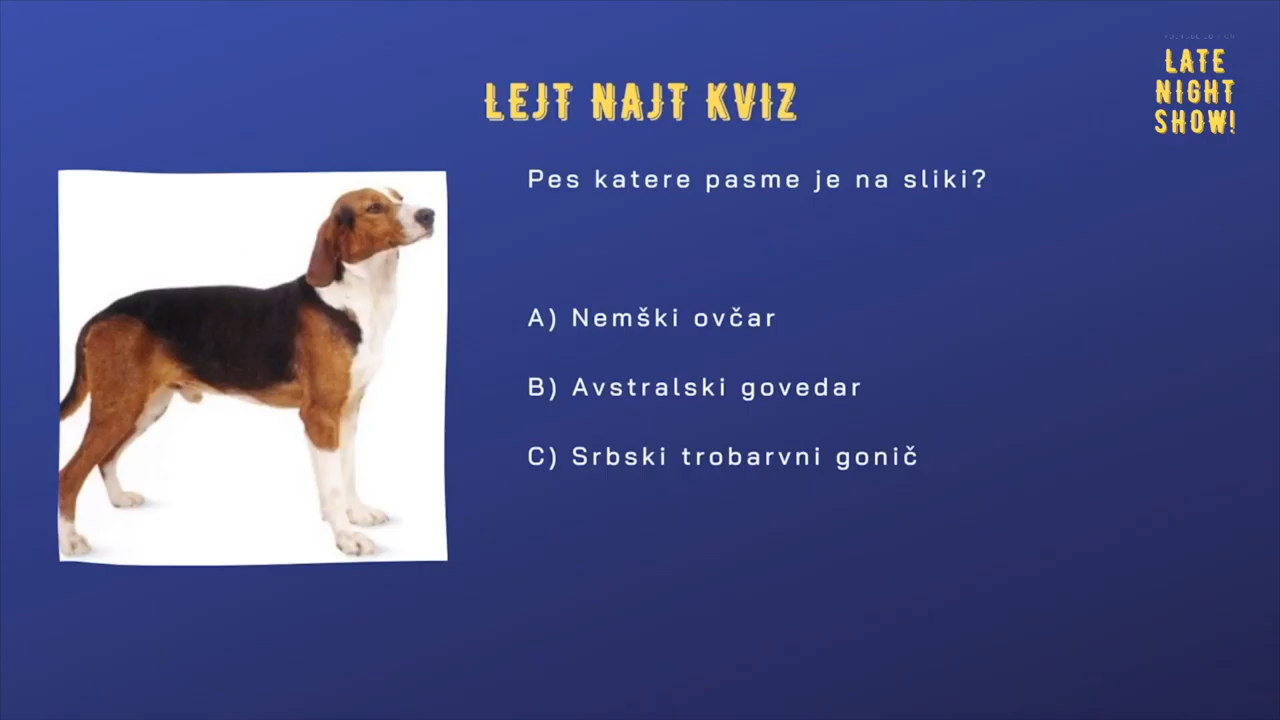 LATE
NIGHT
SHOW!
LEJT NAJT KVIZ
Pes katere pasme je na sliki?
A) Nemški ovčar
B) Avstralski govedar
C) Srbski trobarvni gonič